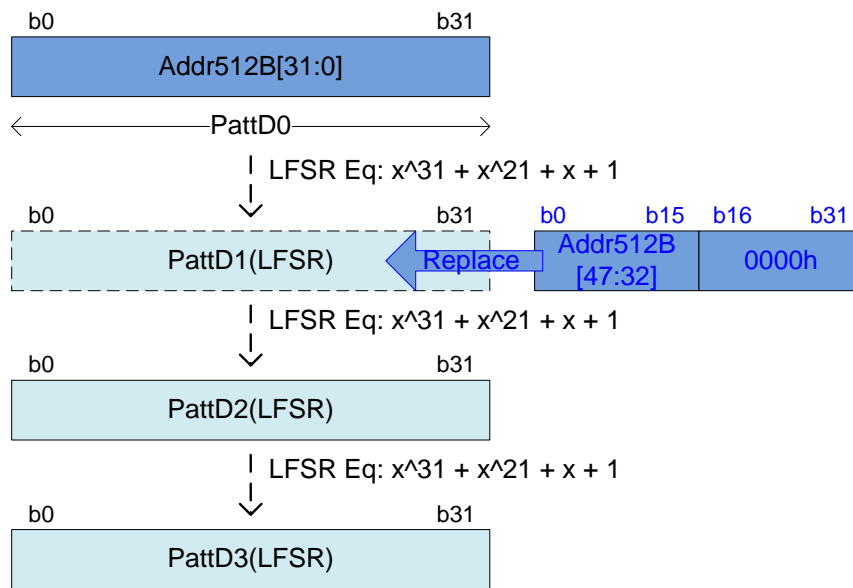 b0 b31
Addr512B[31:0]
PattD0
LFSR Eq: x^31 + x^21 + x + 1
b0 b31 b0 b15 b16 b31
PattD1(LFSR) Replace Addr512B 0000h
[47:32]
LFSR Eq: x^31 + x^21 + x + 1
b0 b31
PattD2(LFSR)
LFSR Eq: x^31 + x^21 + x + 1
b0 b31
PattD3(LFSR)